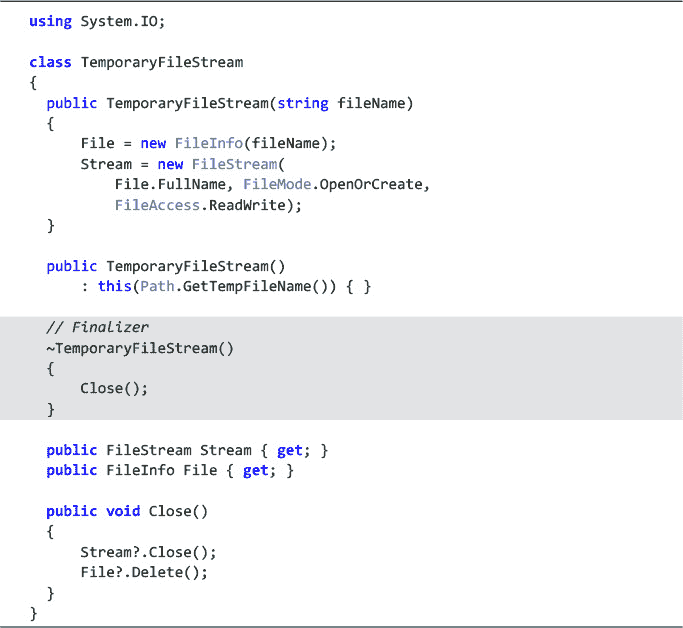 using System.IO;
class TemporaryFileStream
{
public TemporaryFileStream(string fileName)
{
File = new FileInfo(fileName);
Stream = new FileStream(
File.FullName, FileMode.OpenOrCreate,
FileAccess.ReadWrite);
}
public TemporaryFileStream()
: this(Path.GetTempFileName()) { }
// Finalizer
~TemporaryFileStream()
{
Close();
}
public FileStream Stream { get; }
public FileInfo File { get; }
public void Close()
{
Stream?.Close();
File?.Delete();
}
}